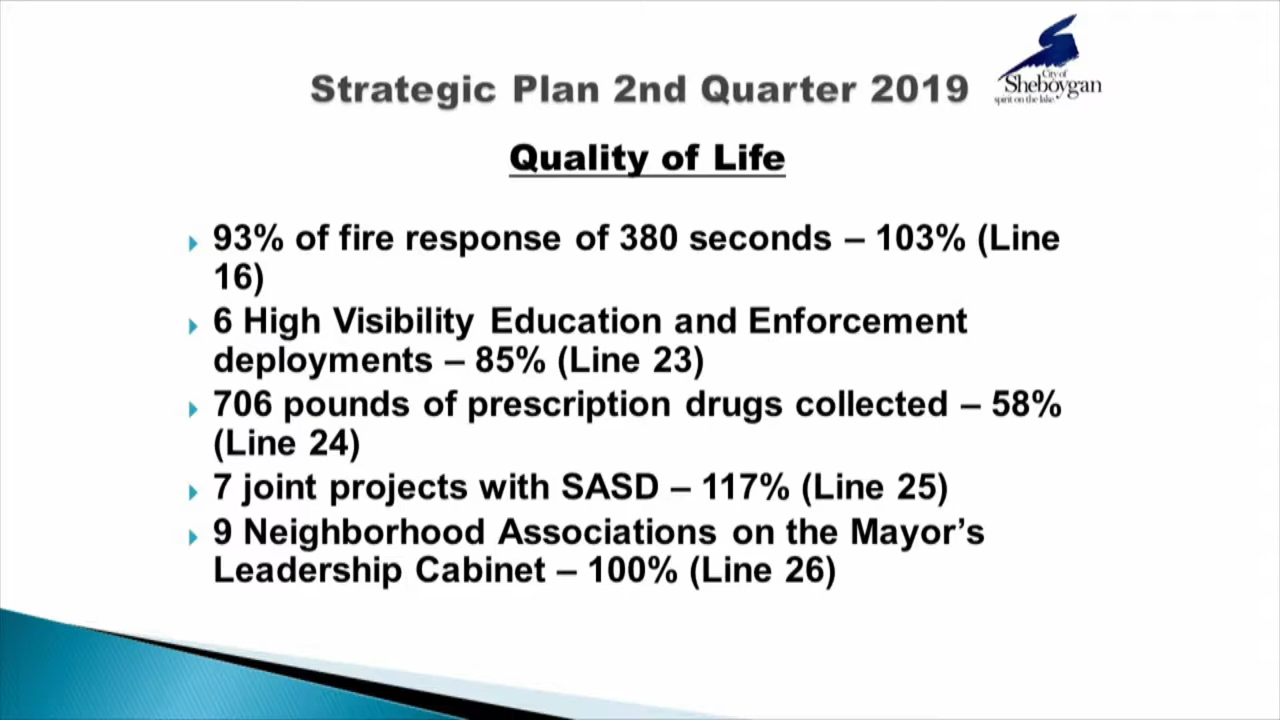 Strategic Plan 2nd Quarter 2019
City of
Sheboygan
spirit on the lake
Quality of Life
93% of fire response of 380 seconds – 103% (Line
16)
6 High Visibility Education and Enforcement
deployments – 85% (Line 23)
706 pounds of prescription drugs collected – 58%
(Line 24)
7 joint projects with SASD – 117% (Line 25)
9 Neighborhood Associations on the Mayor’s
Leadership Cabinet – 100% (Line 26)